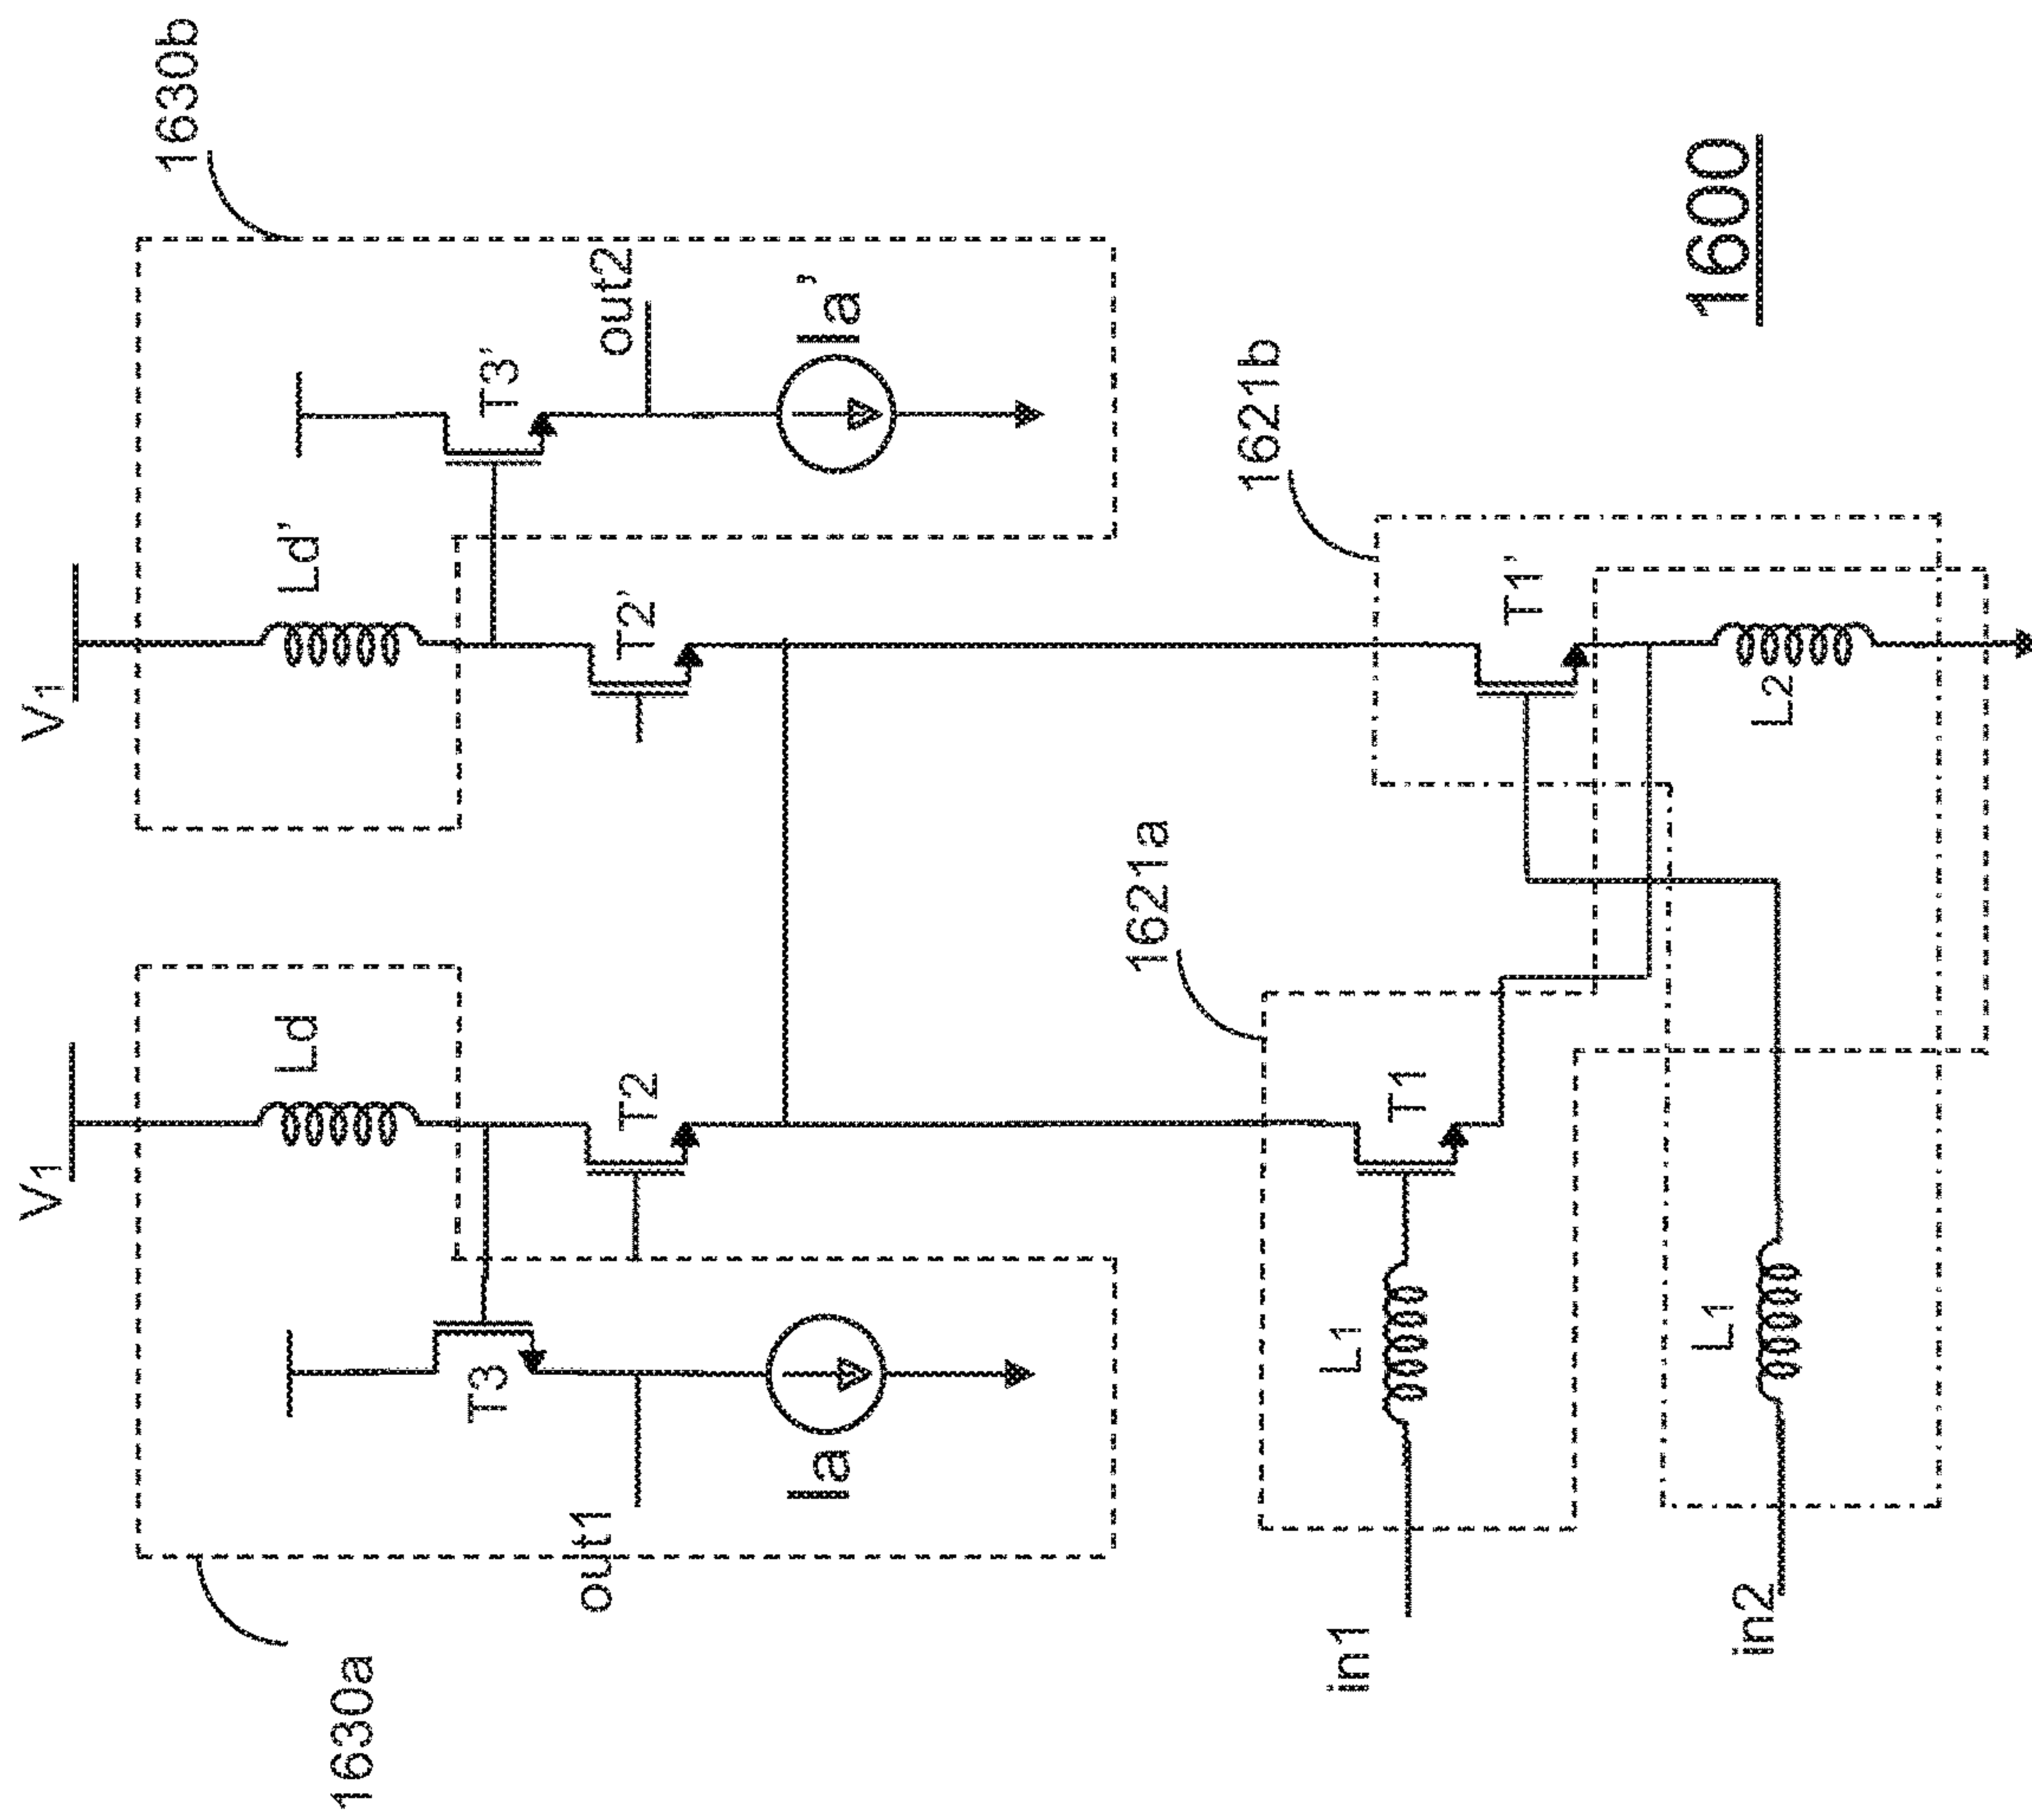 V1
V1
1630b
Ld
Ld'
1630a
T3
T3'
out1
out2
T2
T2'
Ia
Ia'
1621a
1621b
in1
L1
T1
T1'
in2
L1
L2
1600